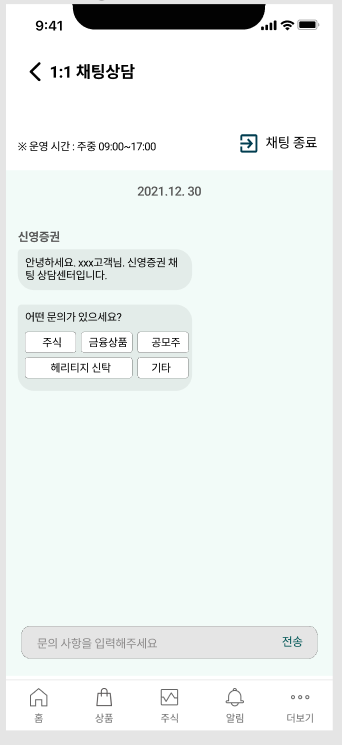 9:41
1:1 채팅상담
※ 운영 시간 : 주중 09:00~17:00
채팅 종료
2021.12. 30
신영증권
안녕하세요. xxx고객님. 신영증권 채
팅 상담센터입니다.
어떤 문의가 있으세요?
주식 금융상품 공모주
헤리티지 신탁 기타
문의 사항을 입력해주세요 전송
홈 상품 주식 알림 더보기